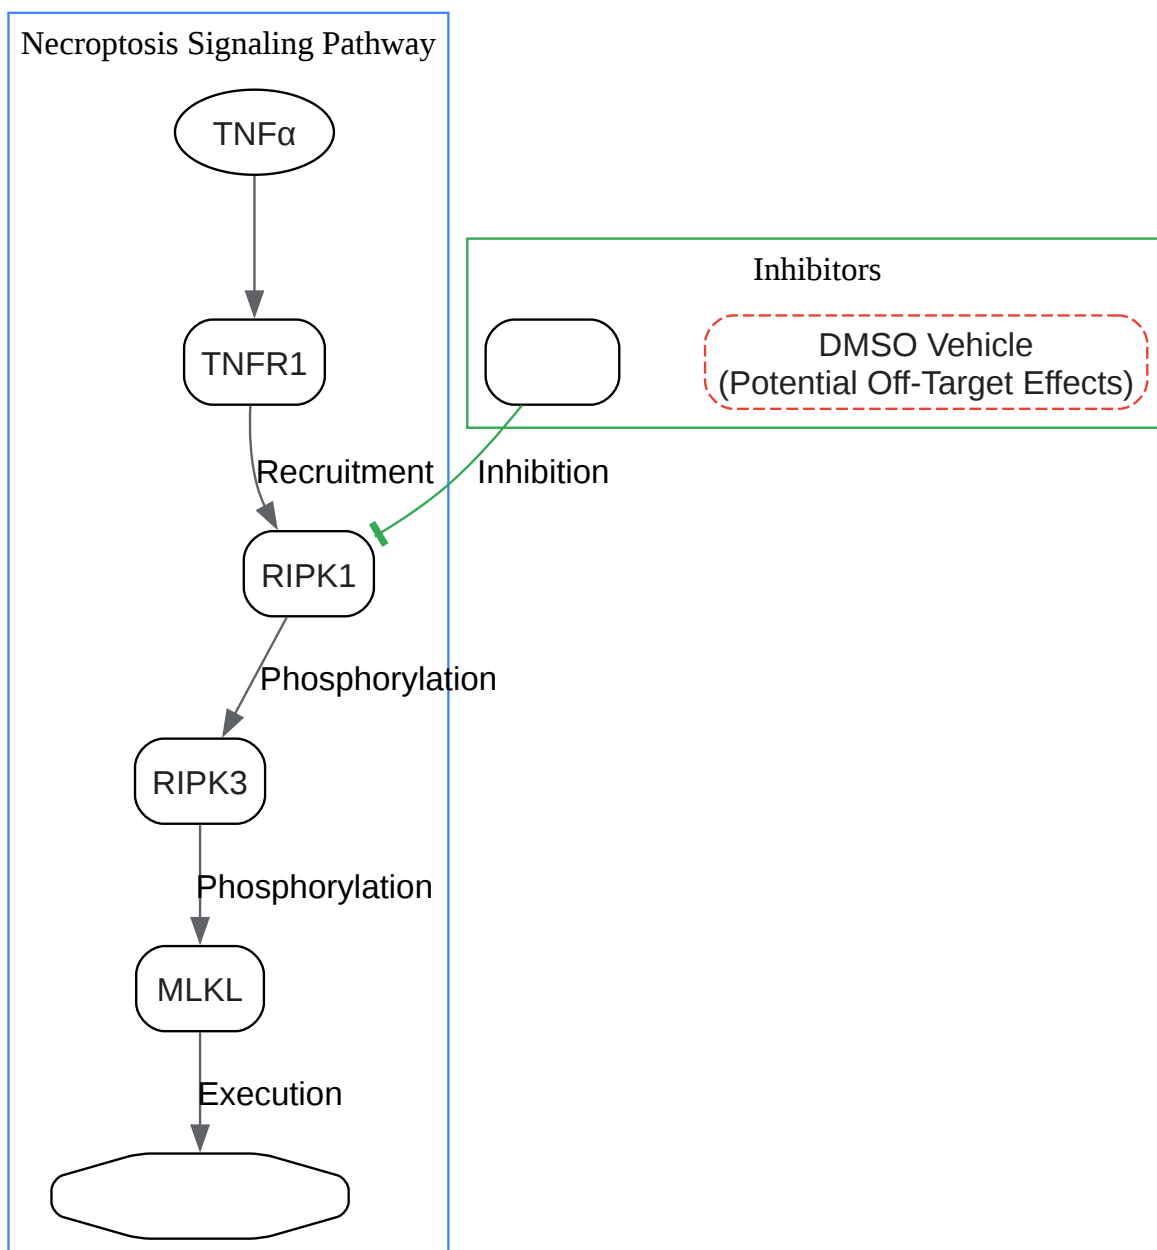 Necroptosis Signaling Pathway
TNFα
Inhibitors
TNFR1
DMSO Vehicle
(Potential Off-Target Effects)
Recruitment
Inhibition
RIPK1
Phosphorylation
RIPK3
Phosphorylation
MLKL
Execution